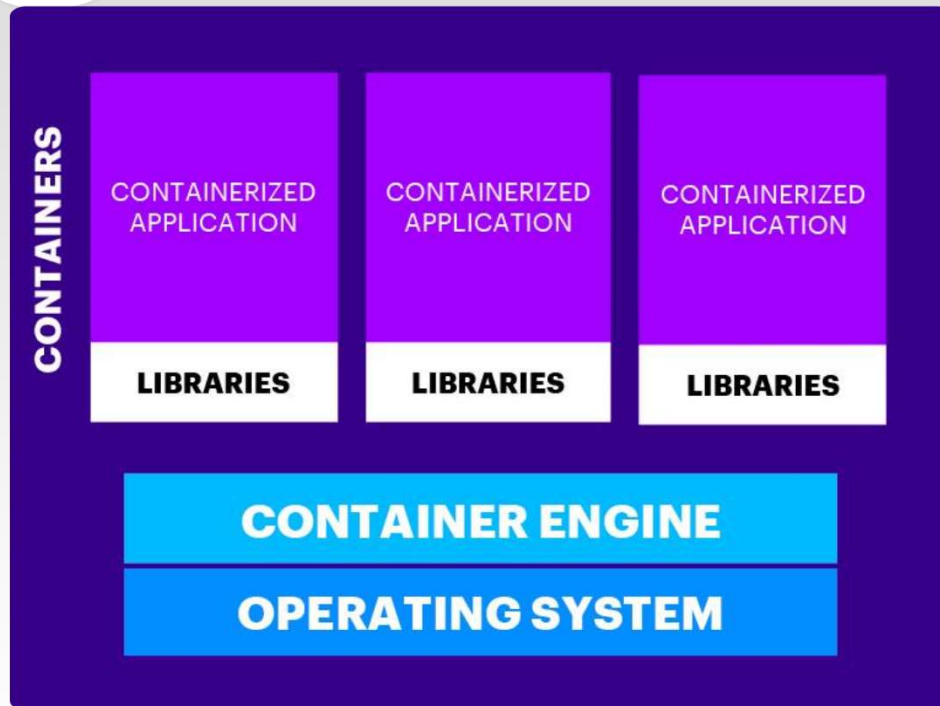 CONTAINERS
CONTAINERIZED
APPLICATION
LIBRARIES
CONTAINERIZED
APPLICATION
LIBRARIES
CONTAINERIZED
APPLICATION
LIBRARIES
CONTAINER ENGINE
OPERATING SYSTEM